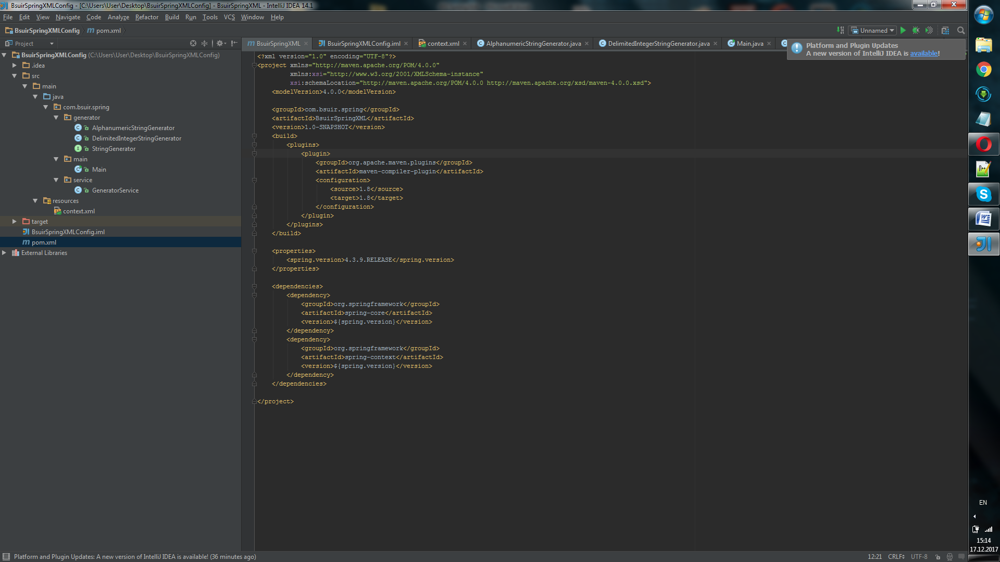 BsuirSpringXMLConfig - [C:\Users\User\Desktop\BsuirSpringXMLConfig] - BsuirSpringXML - IntelliJ IDEA 14.1
File Edit View Navigate Code Analyze Refactor Build Run Tools VCS Window Help
BsuirSpringXMLConfig m pom.xml
Unnamed
Project
m BsuirSpringXML BsuirSpringXMLConfig.iml context.xml AlphanumericStringGenerator.java DelimitedIntegerStringGenerator.java Main.java
Platform and Plugin Updates
A new version of IntelliJ IDEA is available!
BsuirSpringXMLConfig (C:\Users\User\Desktop\BsuirSpringXMLConfig)
.idea
src
main
java
com.bsuir.spring
generator
AlphanumericStringGenerator
DelimitedIntegerStringGenerator
StringGenerator
main
Main
service
GeneratorService
resources
context.xml
target
BsuirSpringXMLConfig.iml
m pom.xml
External Libraries
<?xml version="1.0" encoding="UTF-8"?>
<project xmlns="http://maven.apache.org/POM/4.0.0"
xmlns:xsi="http://www.w3.org/2001/XMLSchema-instance"
xsi:schemaLocation="http://maven.apache.org/POM/4.0.0 http://maven.apache.org/xsd/maven-4.0.0.xsd">
<modelVersion>4.0.0</modelVersion>
<groupId>com.bsuir.spring</groupId>
<artifactId>BsuirSpringXML</artifactId>
<version>1.0-SNAPSHOT</version>
<build>
<plugins>
<plugin>
<groupId>org.apache.maven.plugins</groupId>
<artifactId>maven-compiler-plugin</artifactId>
<configuration>
<source>1.8</source>
<target>1.8</target>
</configuration>
</plugin>
</plugins>
</build>
<properties>
<spring.version>4.3.9.RELEASE</spring.version>
</properties>
<dependencies>
<dependency>
<groupId>org.springframework</groupId>
<artifactId>spring-core</artifactId>
<version>${spring.version}</version>
</dependency>
<dependency>
<groupId>org.springframework</groupId>
<artifactId>spring-context</artifactId>
<version>${spring.version}</version>
</dependency>
</dependencies>
</project>
EN
15:14
17.12.2017
Platform and Plugin Updates: A new version of IntelliJ IDEA is available! (36 minutes ago)
12:21 CRLF UTF-8